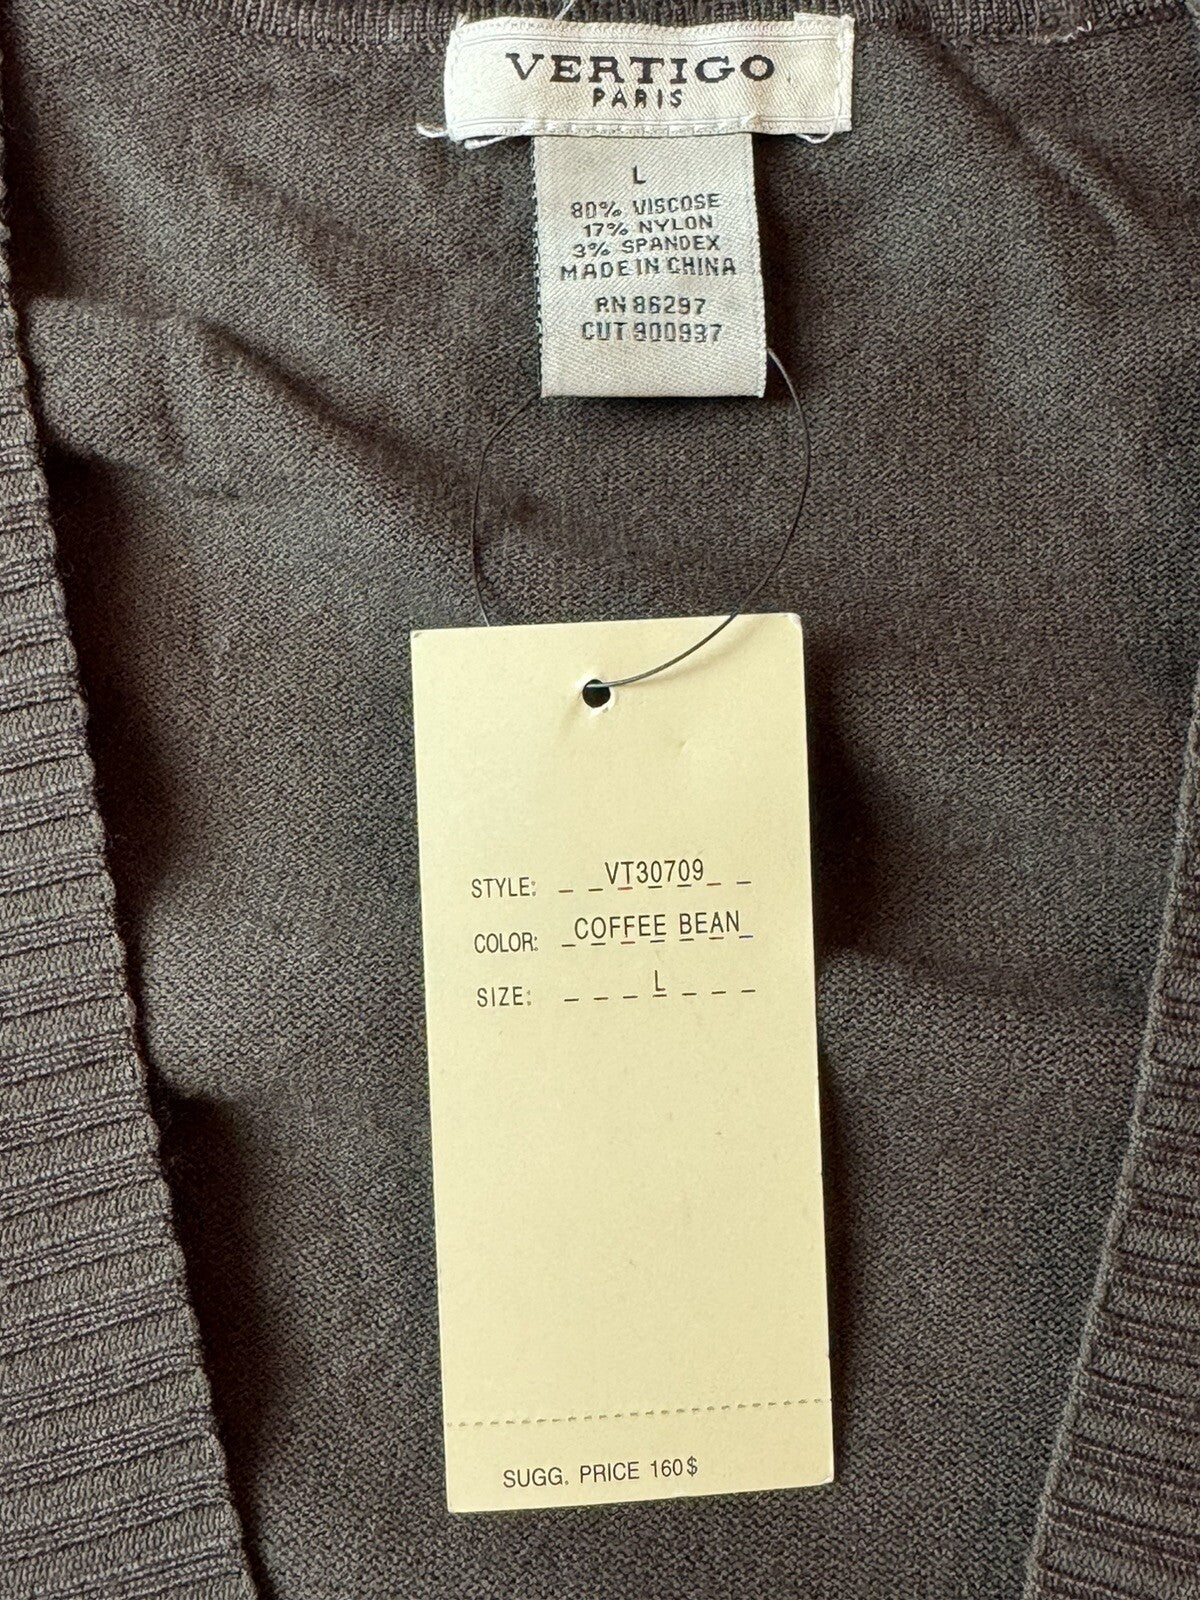 VERTIGO
PARIS
L
80% VISCOSE
17% NYLON
3% SPANDEX
MADE IN CHINA
RN 86297
CUT 900937
STYLE: VT30709
COLOR: COFFEE BEAN
SIZE: L
SUGG. PRICE 160$